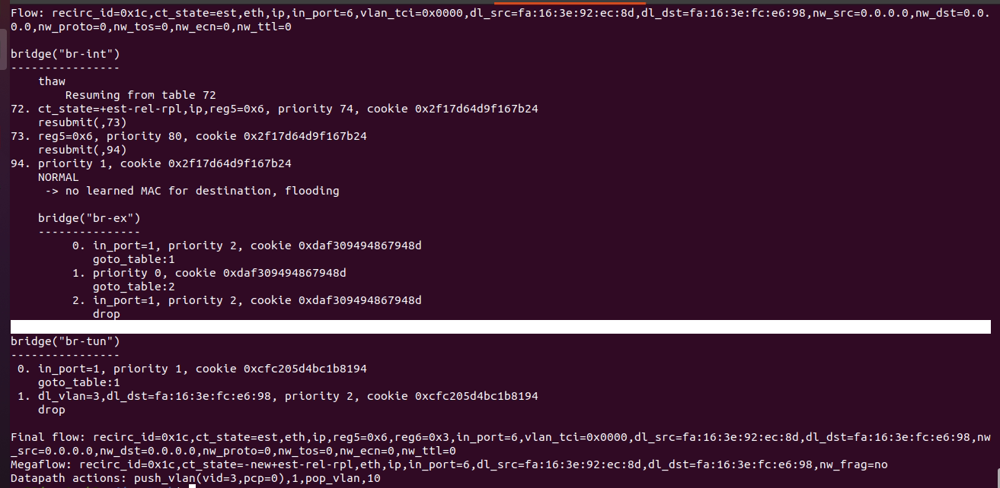 Flow: recirc_id=0x1c,ct_state=est,eth,ip,in_port=6,vlan_tci=0x0000,dl_src=fa:16:3e:92:ec:8d,dl_dst=fa:16:3e:fc:e6:98,nw_src=0.0.0.0,nw_dst=0.0.
0.0,nw_proto=0,nw_tos=0,nw_ecn=0,nw_ttl=0
bridge("br-int")
----------------
thaw
Resuming from table 72
72. ct_state=+est-rel-rpl,ip,reg5=0x6, priority 74, cookie 0x2f17d64d9f167b24
resubmit(,73)
73. reg5=0x6, priority 80, cookie 0x2f17d64d9f167b24
resubmit(,94)
94. priority 1, cookie 0x2f17d64d9f167b24
NORMAL
-> no learned MAC for destination, flooding
bridge("br-ex")
---------------
0. in_port=1, priority 2, cookie 0xdaf309494867948d
goto_table:1
1. priority 0, cookie 0xdaf309494867948d
goto_table:2
2. in_port=1, priority 2, cookie 0xdaf309494867948d
drop
bridge("br-tun")
----------------
0. in_port=1, priority 1, cookie 0xcfc205d4bc1b8194
goto_table:1
1. dl_vlan=3,dl_dst=fa:16:3e:fc:e6:98, priority 2, cookie 0xcfc205d4bc1b8194
drop
Final flow: recirc_id=0x1c,ct_state=est,eth,ip,reg5=0x6,reg6=0x3,in_port=6,vlan_tci=0x0000,dl_src=fa:16:3e:92:ec:8d,dl_dst=fa:16:3e:fc:e6:98,nw
_src=0.0.0.0,nw_dst=0.0.0.0,nw_proto=0,nw_tos=0,nw_ecn=0,nw_ttl=0
Megaflow: recirc_id=0x1c,ct_state=-new+est-rel-rpl,eth,ip,in_port=6,dl_src=fa:16:3e:92:ec:8d,dl_dst=fa:16:3e:fc:e6:98,nw_frag=no
Datapath actions: push_vlan(vid=3,pcp=0),1,pop_vlan,10